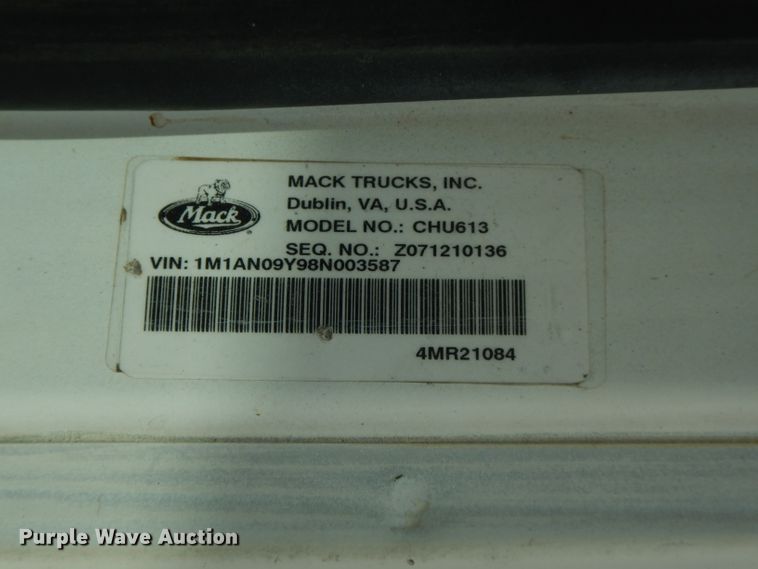 MACK TRUCKS, INC.
Dublin, VA, U.S.A.
MODEL NO.: CHU613
SEQ. NO.: Z071210136
Mack
VIN: 1M1AN09Y98N003587
4MR21084
Purple Wave Auction